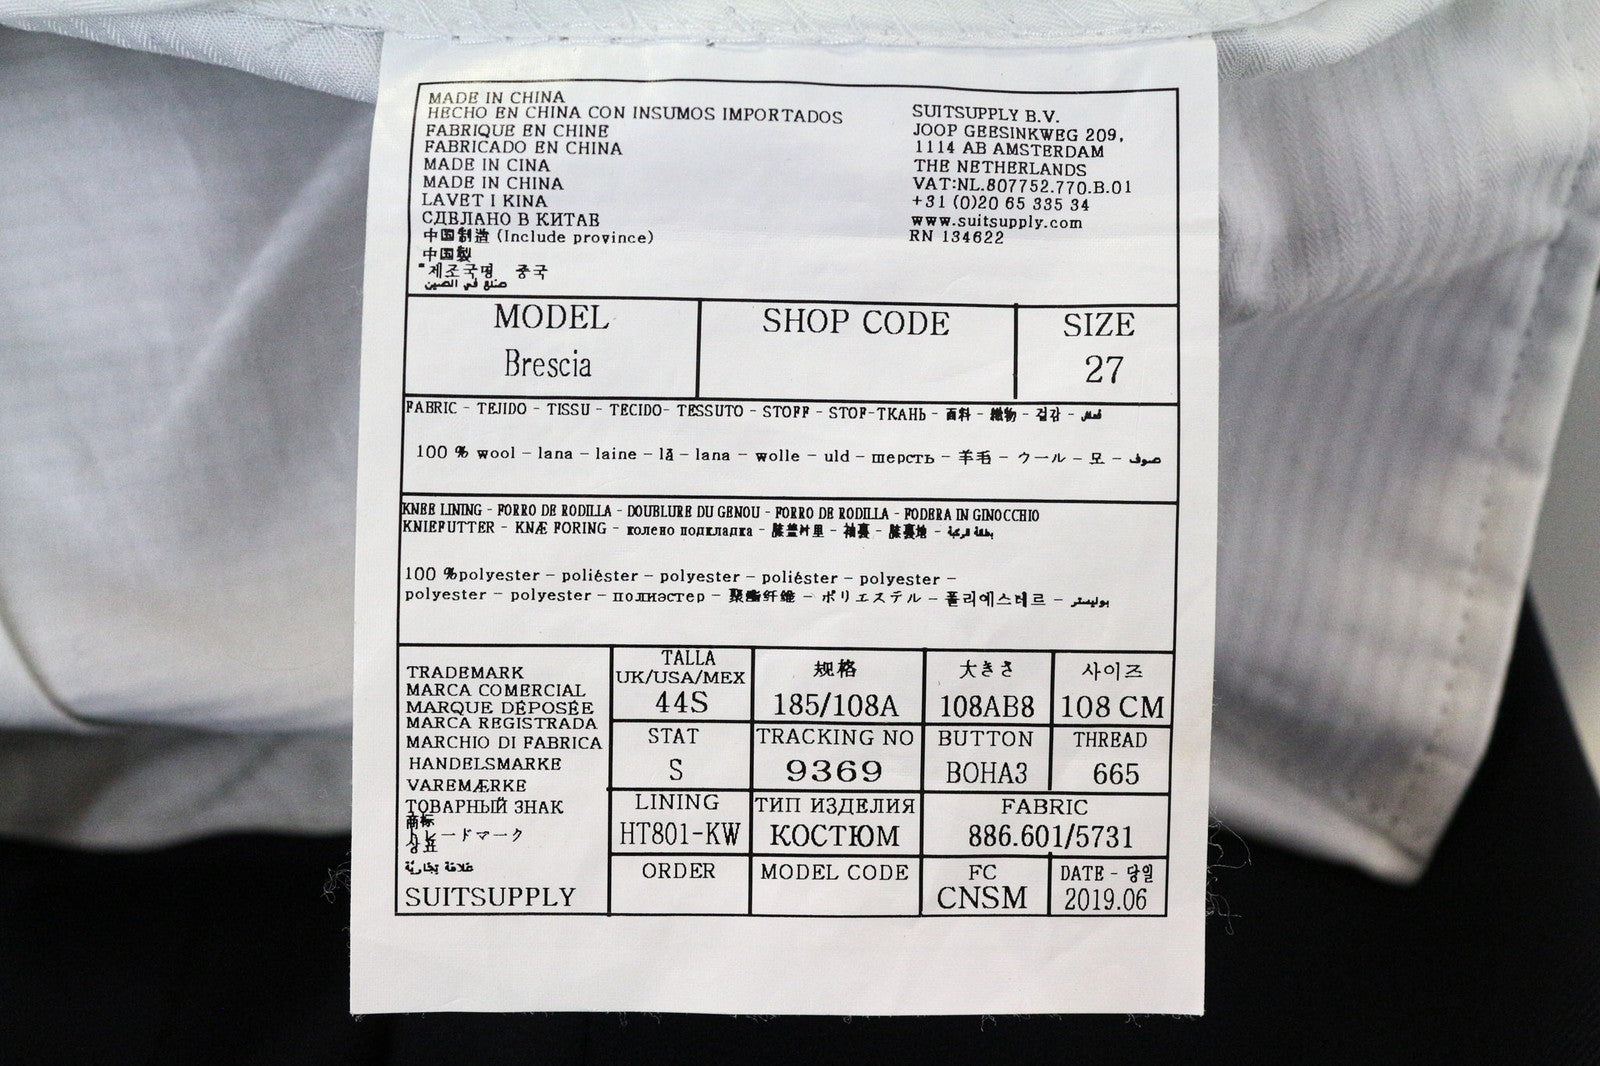 MADE IN CHINA
HECHO EN CHINA CON INSUMOS IMPORTADOS
FABRIQUE EN CHINE
FABRICADO EN CHINA
MADE IN CINA
MADE IN CHINA
LAVET I KINA
СДЕЛАНО В КИТАЕ
中国制造 (Include province)
中国製
"제조국명 중국
صنع في الصين
SUITSUPPLY B.V.
JOOP GEESINKWEG 209,
1114 AB AMSTERDAM
THE NETHERLANDS
VAT:NL.807752.770.B.01
+31 (0)20 65 335 34
www.suitsupply.com
RN 134622
MODEL
Brescia
SHOP CODE
SIZE
27
FABRIC - TEJIDO - TISSU - TECIDO- TESSUTO - STOFF - STOF-ТКАНЬ - 面料 - 織物 - 겉감 -
100 % wool - lana - laine - lã - lana - wolle - uld - шерсть - 羊毛 - ウール - 모 - صوف
KNEE LINING - FORRO DE RODILLA - DOUBLURE DU GENOU - FORRO DE RODILLA - FODERA IN GINOCCHIO
KNIEFUTTER - KNÆ FORING - колено подкладка - 膝盖片里 - 袖裏 - 膝裏地 - بطانة الركبة
100 %polyester - poliéster - polyester - poliéster - polyester -
polyester - polyester - полиэстер - 聚酯纤维 - ポリエステル - 폴리에스테르 - بوليستر
TRADEMARK
MARCA COMERCIAL
MARQUE DÉPOSÉE
MARCA REGISTRADA
MARCHIO DI FABRICA
HANDELSMARKE
VAREMÆRKE
ТОВАРНЫЙ ЗНАК
商标
トレードマーク
상표
علامة تجارية
SUITSUPPLY
TALLA
UK/USA/MEX
44S
规格
185/108A
大きさ
108AB8
사이즈
108 CM
STAT
S
TRACKING NO
9369
BUTTON
BOHA3
THREAD
665
LINING
HT801-KW
ТИП ИЗДЕЛИЯ
КОСТЮМ
FABRIC
886.601/5731
ORDER
MODEL CODE
FC
CNSM
DATE - 당일
2019.06